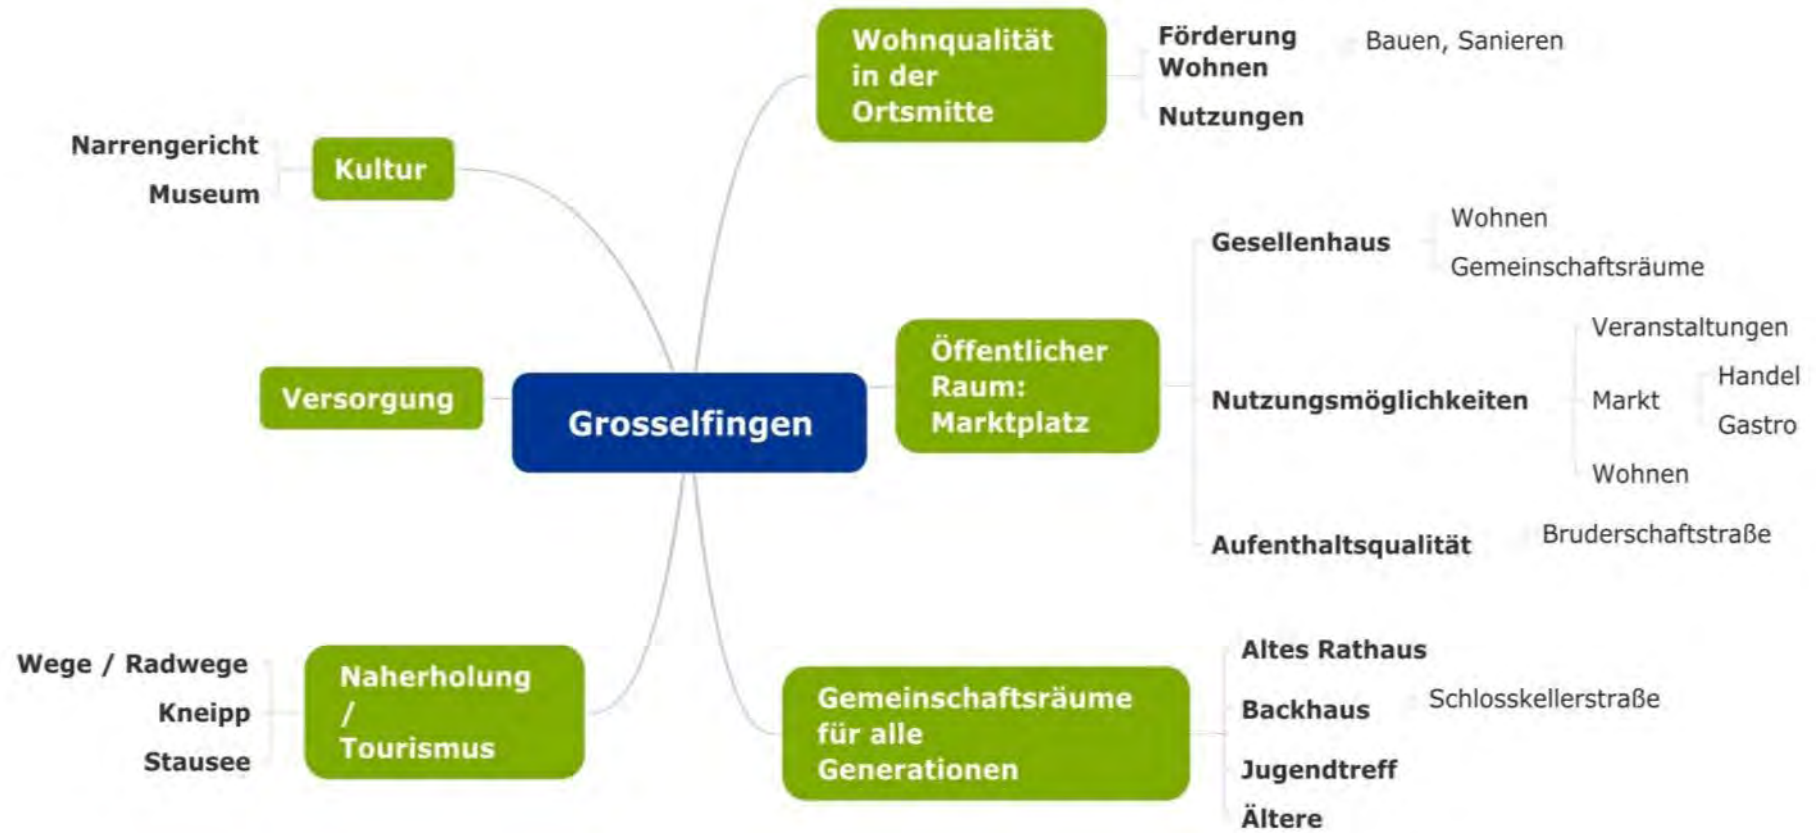 Wohnqualität
in der
Ortsmitte
Förderung
Wohnen
Bauen, Sanieren
Nutzungen
Narrengericht
Museum
Kultur
Gesellenhaus
Wohnen
Gemeinschaftsräume
Öffentlicher
Raum:
Marktplatz
Nutzungsmöglichkeiten
Veranstaltungen
Markt
Handel
Gastro
Wohnen
Aufenthaltsqualität
Bruderschaftstraße
Versorgung
Grosselfingen
Wege / Radwege
Kneipp
Stausee
Naherholung
/
Tourismus
Gemeinschaftsräume
für alle
Generationen
Altes Rathaus
Backhaus
Schlosskellerstraße
Jugendtreff
Ältere